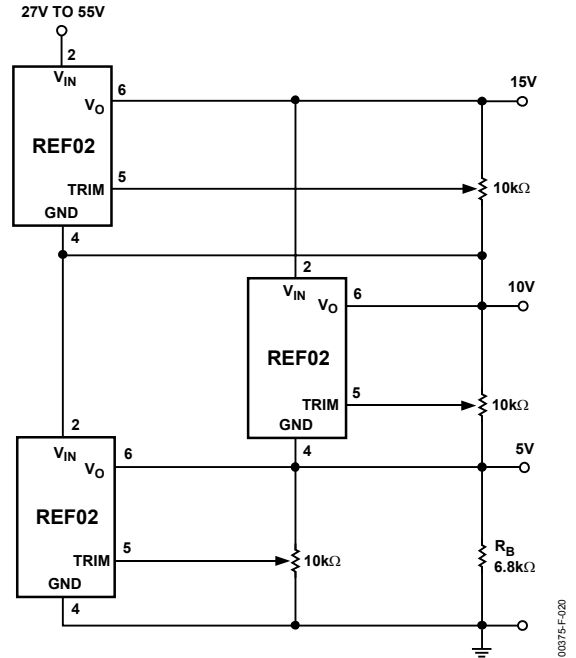 27V TO 55V
2
VIN
VO
6
15V
REF02
TRIM
5
10kΩ
GND
4
2
VIN
VO
6
10V
REF02
TRIM
5
10kΩ
GND
4
5V
2
VIN
VO
6
REF02
TRIM
5
10kΩ
RB
6.8kΩ
GND
4
00375-F-020